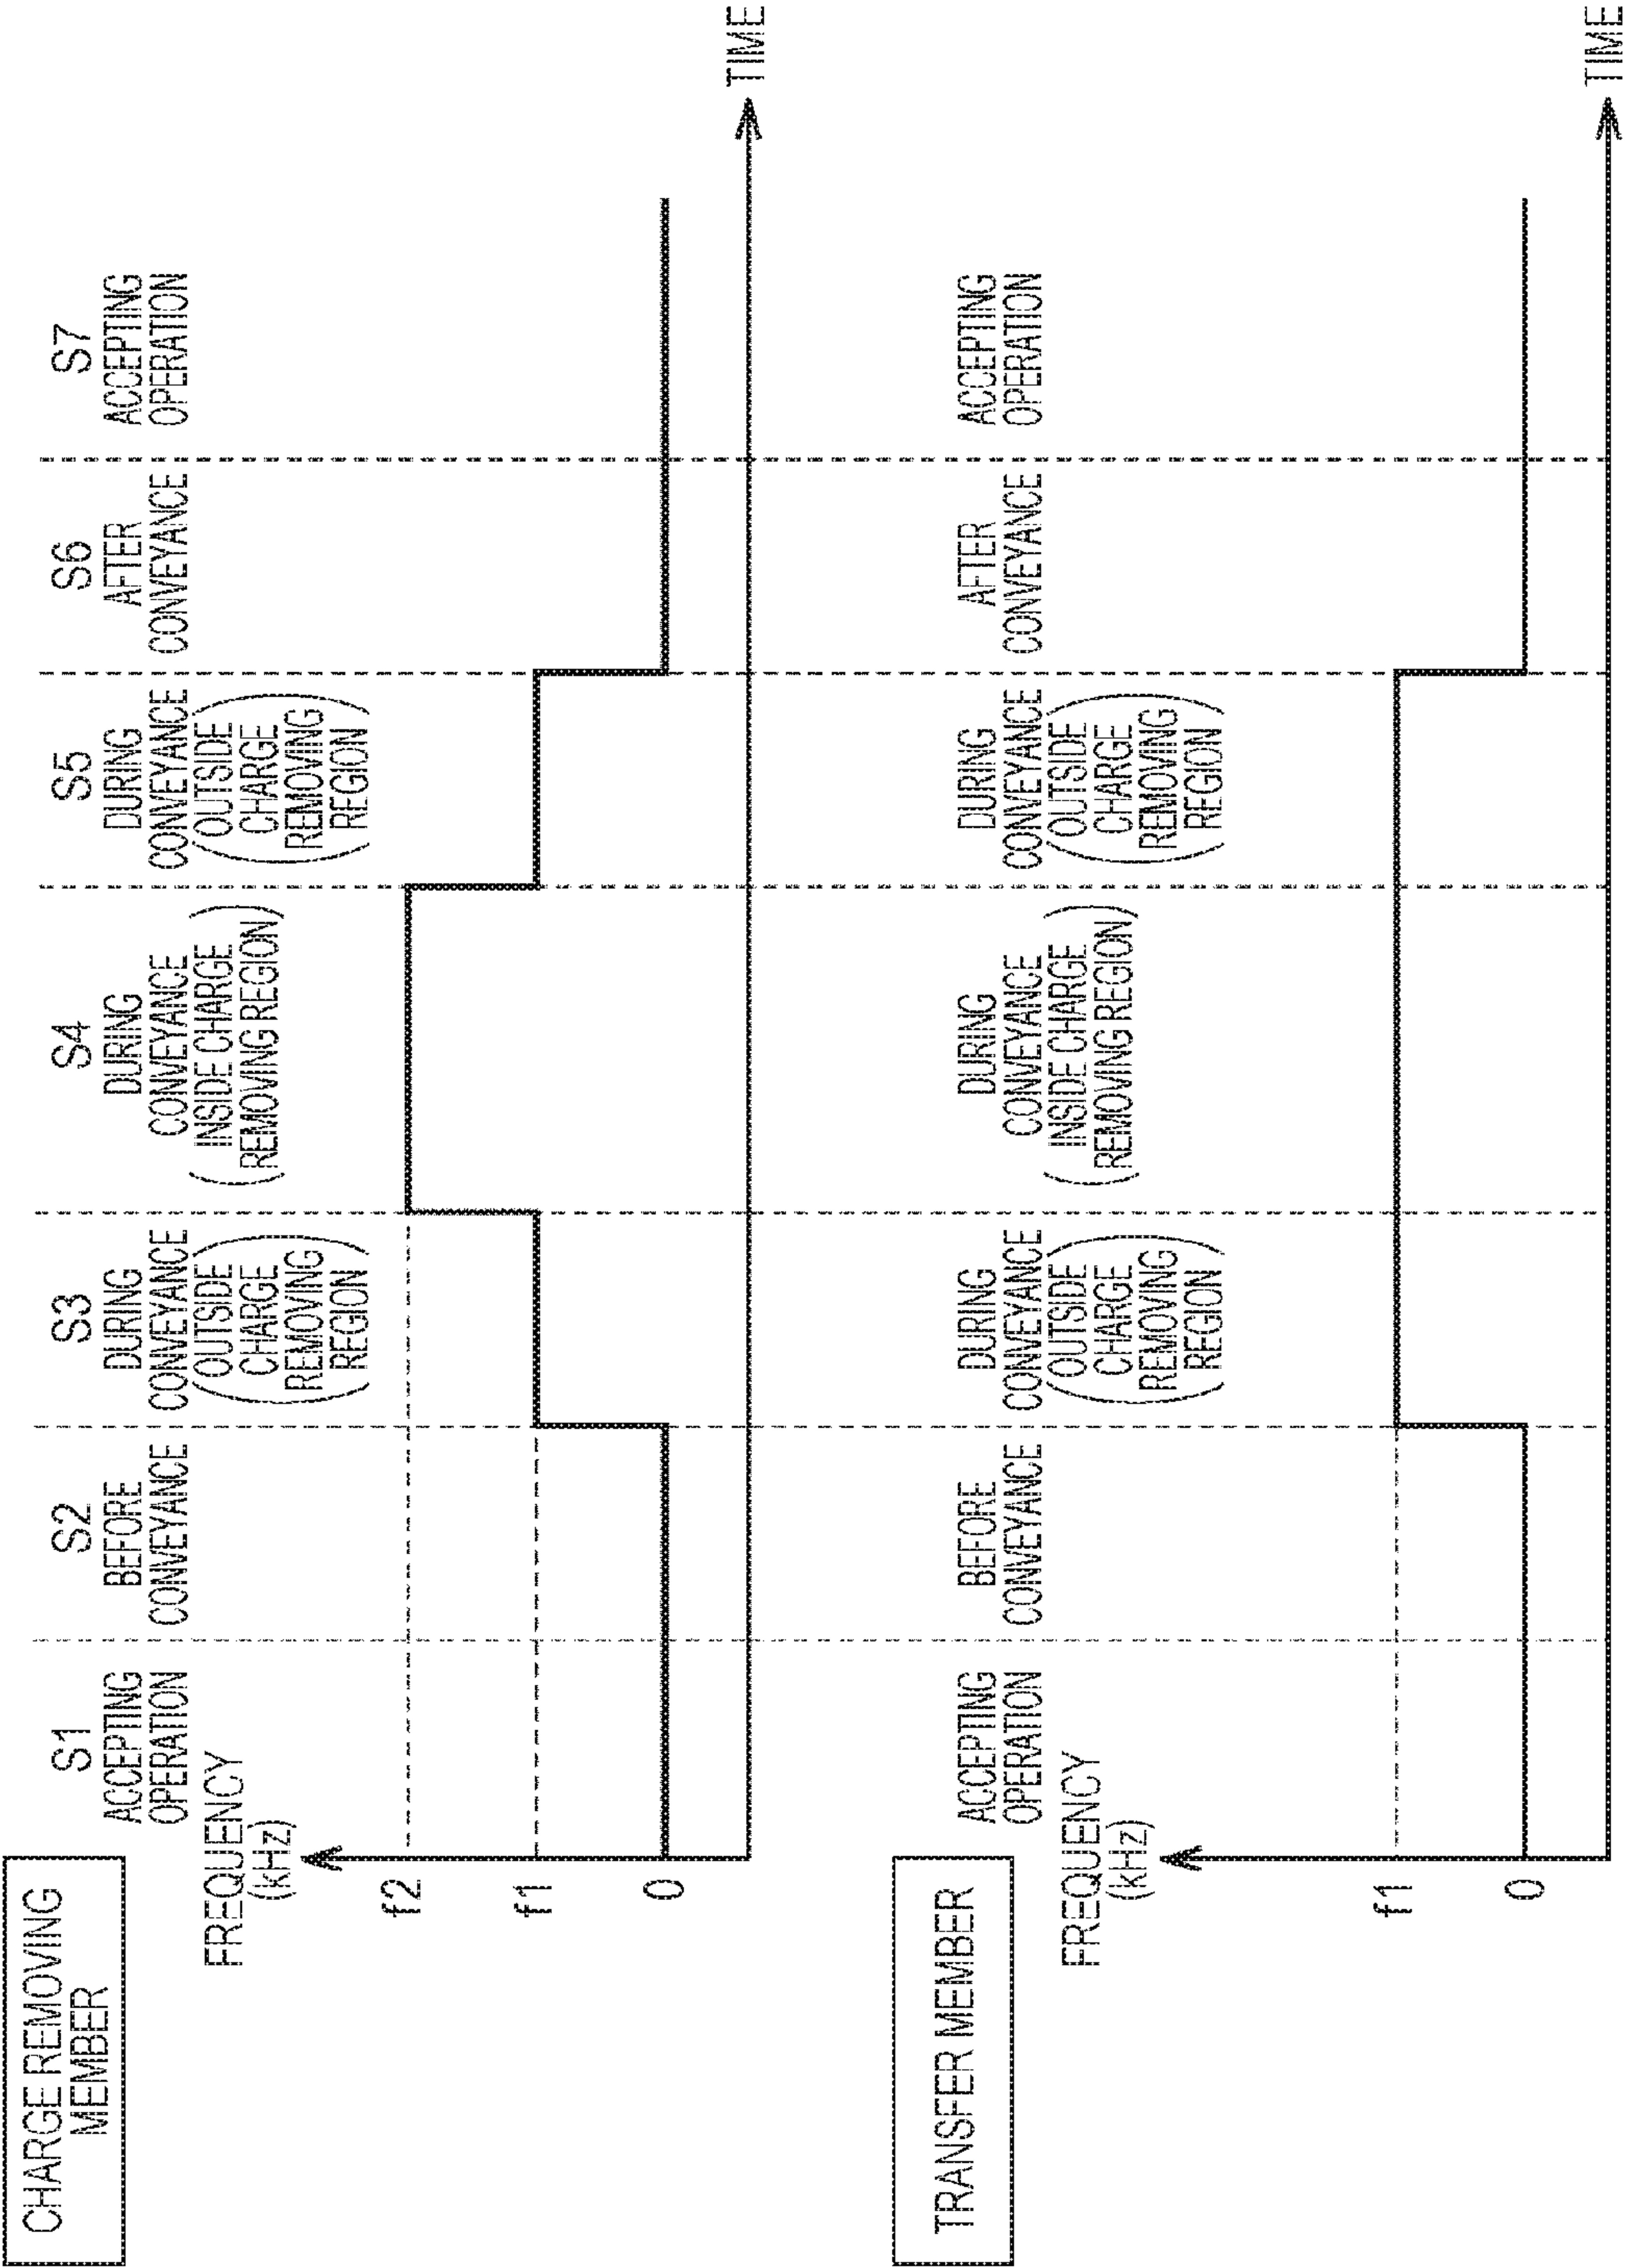 CHARGE REMOVING
MEMBER
S1
ACCEPTING
OPERATION
S2
BEFORE
CONVEYANCE
S3
DURING
CONVEYANCE
(OUTSIDE
CHARGE
REMOVING
REGION)
S4
DURING
CONVEYANCE
(INSIDE CHARGE
REMOVING REGION)
S5
DURING
CONVEYANCE
(OUTSIDE
CHARGE
REMOVING
REGION)
S6
AFTER
CONVEYANCE
S7
ACCEPTING
OPERATION
FREQUENCY
(kHz)
f2
f1
0
TIME
TRANSFER MEMBER
ACCEPTING
OPERATION
BEFORE
CONVEYANCE
DURING
CONVEYANCE
(OUTSIDE
CHARGE
REMOVING
REGION)
DURING
CONVEYANCE
(INSIDE CHARGE
REMOVING REGION)
DURING
CONVEYANCE
(OUTSIDE
CHARGE
REMOVING
REGION)
AFTER
CONVEYANCE
ACCEPTING
OPERATION
FREQUENCY
(kHz)
f1
0
TIME